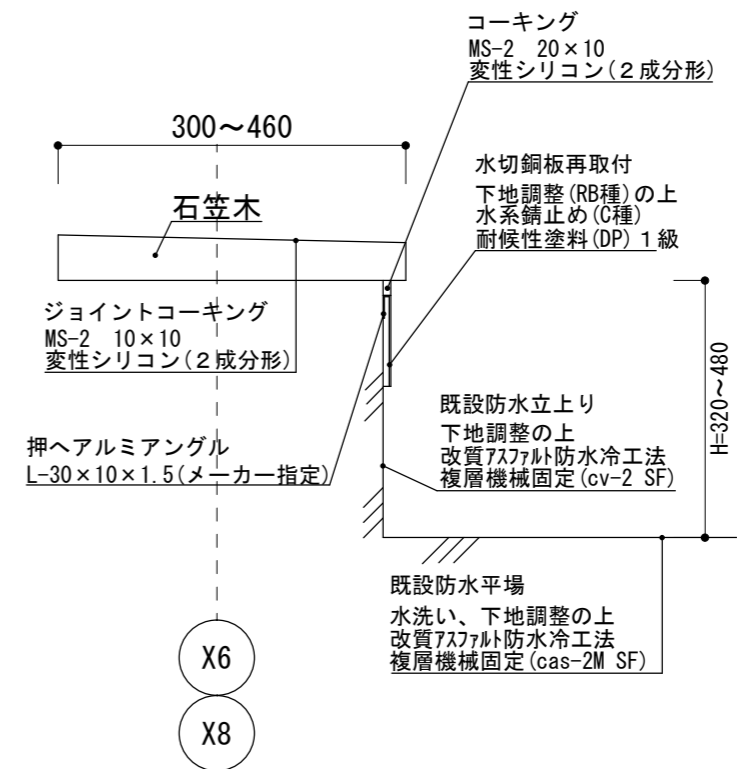 コーキング
MS-2 20×10
変性シリコン(２成分形)
300～460
水切銅板再取付
下地調整(RB種)の上
水系錆止め(C種)
耐候性塗料(DP)１級
石笠木
ジョイントコーキング
MS-2 10×10
変性シリコン(２成分形)
H=320～480
既設防水立上り
下地調整の上
改質ｱｽﾌｧﾙﾄ防水冷工法
複層機械固定(cv-2 SF)
押へアルミアングル
L-30×10×1.5(メーカー指定)
既設防水平場
水洗い、下地調整の上
改質ｱｽﾌｧﾙﾄ防水冷工法
複層機械固定(cas-2M SF)
X6
X8